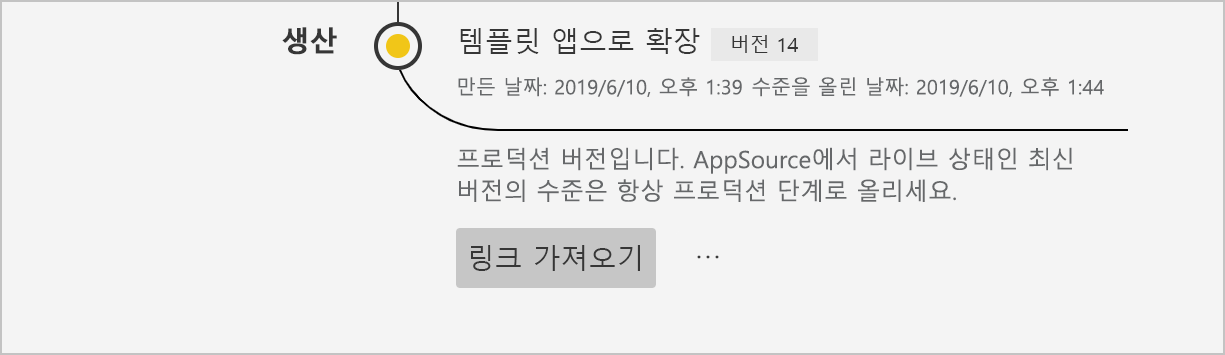 생산 템플릿 앱으로 확장 버전 14
만든 날짜: 2019/6/10, 오후 1:39 수준을 올린 날짜: 2019/6/10, 오후 1:44
프로덕션 버전입니다. AppSource에서 라이브 상태인 최신
버전의 수준은 항상 프로덕션 단계로 올리세요.
링크 가져오기 ...